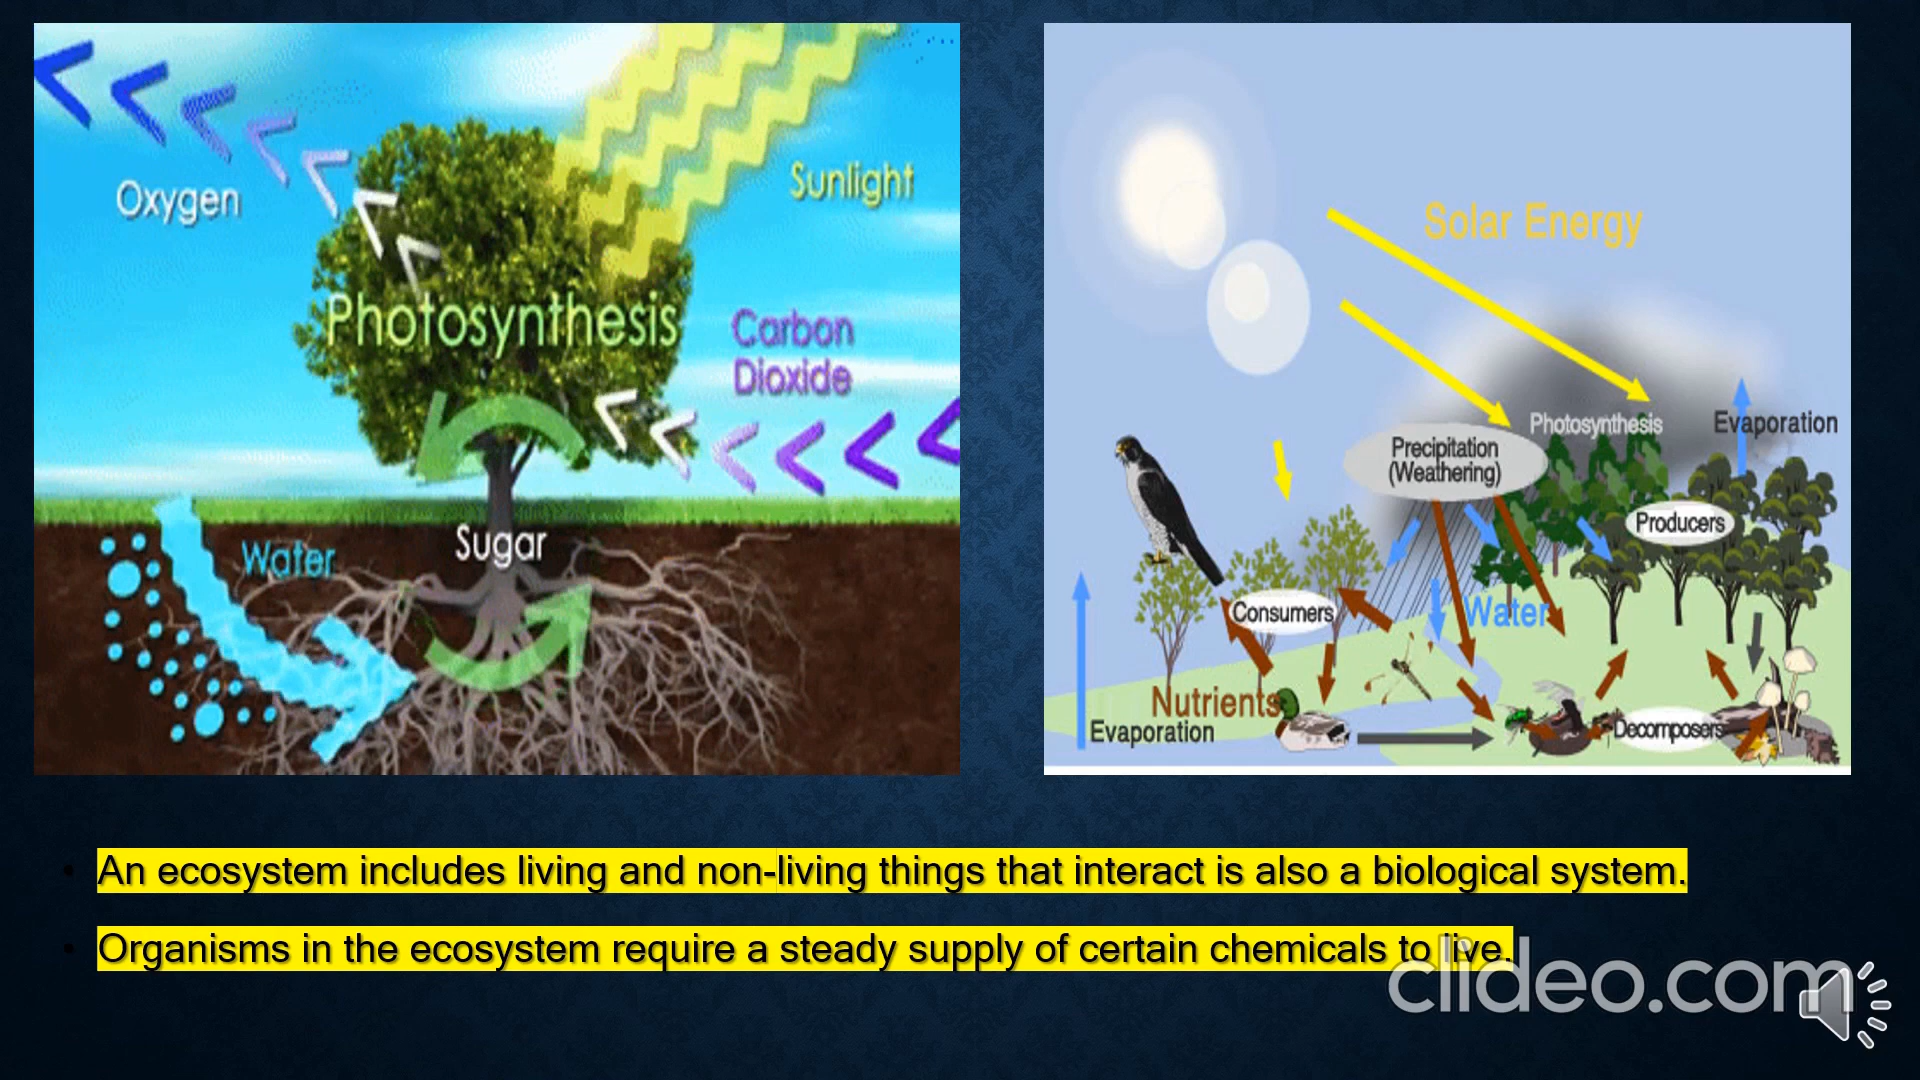 Oxygen
Sunlight
Photosynthesis
Carbon
Dioxide
Water
Sugar
Solar Energy
Photosynthesis
Evaporation
Precipitation
(Weathering)
Producers
Consumers
Water
Nutrients
Evaporation
Decomposers
• An ecosystem includes living and non-living things that interact is also a biological system.
• Organisms in the ecosystem require a steady supply of certain chemicals to live.
clideo.com